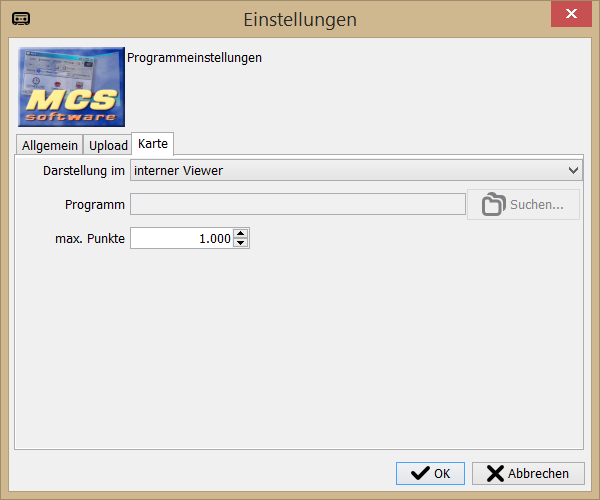 Einstellungen
Programmeinstellungen
MCS
software
Allgemein Upload Karte
Darstellung im interner Viewer
Programm Suchen...
max. Punkte 1.000
OK Abbrechen